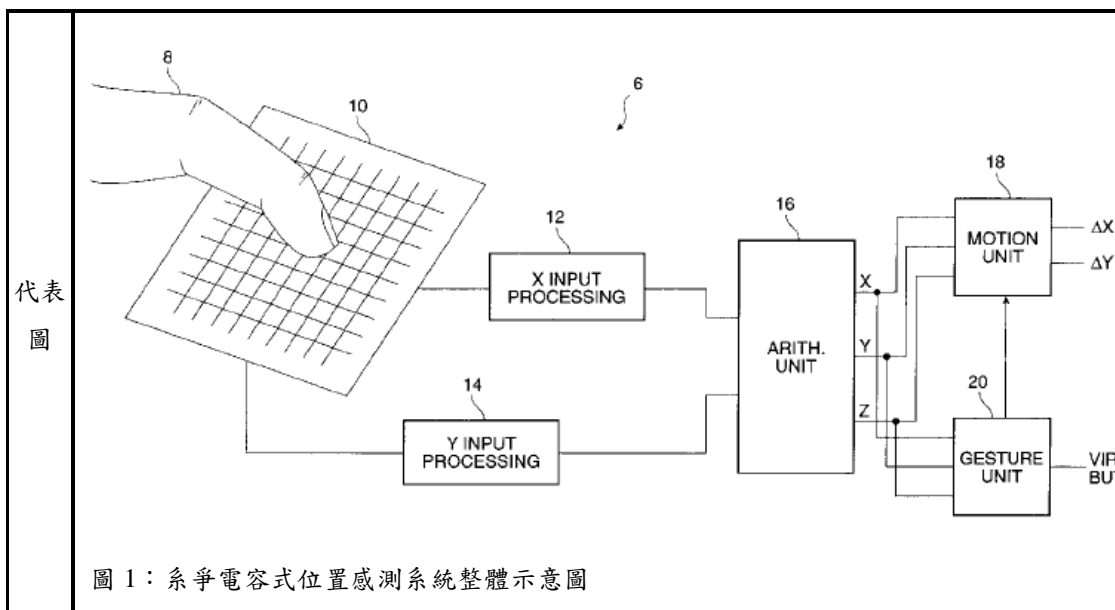 代表
圖
8
10
6
12
X INPUT
PROCESSING
14
Y INPUT
PROCESSING
16
ARITH.
UNIT
X
Y
Z
18
MOTION
UNIT
ΔX
ΔY
20
GESTURE
UNIT
圖 1：系爭電容式位置感測系統整體示意圖